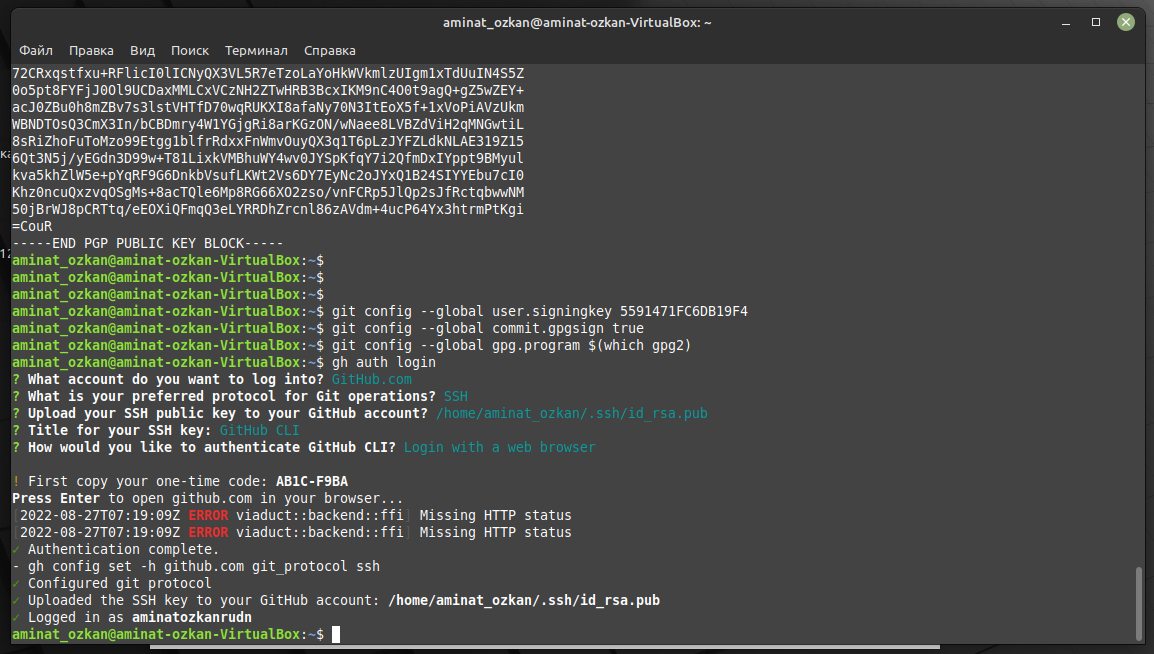 aminat_ozkan@aminat-ozkan-VirtualBox: ~
Файл Правка Вид Поиск Терминал Справка
72CRxqstfxu+RFlicI0lICNyQX3VL5R7eTzoLaYoHkWVkmlzUIgm1xTdUuIN4S5Z
0o5pt8FYFjJ0Ol9UCDaxMMLCxVCzNH2ZTwHRB3BcxIKM9nC4O0t9agQ+gZ5wZEY+
acJ0ZBu0h8mZBv7s3lstVHTfD70wqRUKXI8afaNy70N3ItEoX5f+1xVoPiAVzUkm
WBNDTOsQ3CmX3In/bCBDmry4W1YGjgRi8arKGzON/wNaee8LVBZdViH2qMNGwtiL
8sRiZhoFuToMzo99Etgg1blfrRdxxFnWmvOuyQX3q1T6pLzJYFZLdkNLAE319Z15
6Qt3N5j/yEGdn3D99w+T81LixkVMBhuWY4wv0JYSpKfqY7i2QfmDxIYppt9BMyul
kva5khZlW5e+pYqRF9G6DnkbVsufLKWt2Vs6DY7EyNc2oJYxQ1B24SIYYEbu7cI0
Khz0ncuQxzvqOSgMs+8acTQle6Mp8RG66XO2zso/vnFCRp5JlQp2sJfRctqbwwNM
50jBrWJ8pCRTtq/eEOXiQFmqQ3eLYRRDhZrcnl86zAVdm+4ucP64Yx3htrmPtKgi
=CouR
-----END PGP PUBLIC KEY BLOCK-----
aminat_ozkan@aminat-ozkan-VirtualBox:~$
aminat_ozkan@aminat-ozkan-VirtualBox:~$
aminat_ozkan@aminat-ozkan-VirtualBox:~$
aminat_ozkan@aminat-ozkan-VirtualBox:~$ git config --global user.signingkey 5591471FC6DB19F4
aminat_ozkan@aminat-ozkan-VirtualBox:~$ git config --global commit.gpgsign true
aminat_ozkan@aminat-ozkan-VirtualBox:~$ git config --global gpg.program $(which gpg2)
aminat_ozkan@aminat-ozkan-VirtualBox:~$ gh auth login
? What account do you want to log into? GitHub.com
? What is your preferred protocol for Git operations? SSH
? Upload your SSH public key to your GitHub account? /home/aminat_ozkan/.ssh/id_rsa.pub
? Title for your SSH key: GitHub CLI
? How would you like to authenticate GitHub CLI? Login with a web browser
! First copy your one-time code: AB1C-F9BA
Press Enter to open github.com in your browser...
[2022-08-27T07:19:09Z ERROR viaduct::backend::ffi] Missing HTTP status
[2022-08-27T07:19:09Z ERROR viaduct::backend::ffi] Missing HTTP status
✓ Authentication complete.
- gh config set -h github.com git_protocol ssh
✓ Configured git protocol
✓ Uploaded the SSH key to your GitHub account: /home/aminat_ozkan/.ssh/id_rsa.pub
✓ Logged in as aminatozkanrudn
aminat_ozkan@aminat-ozkan-VirtualBox:~$